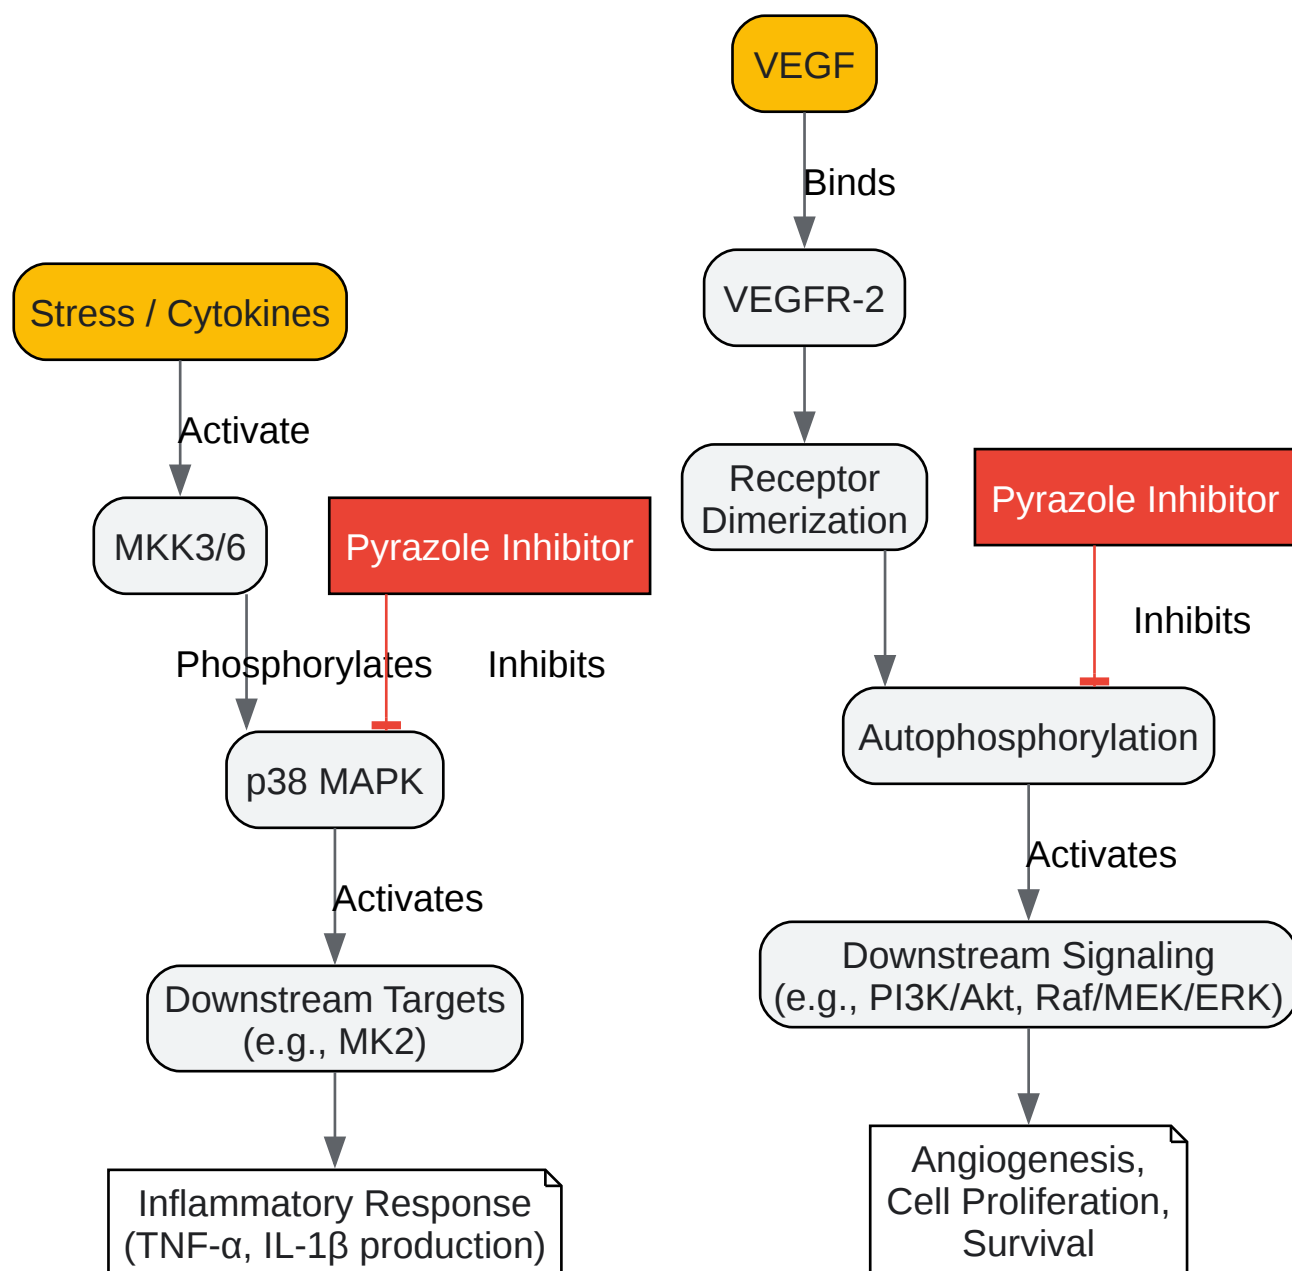 Stress / Cytokines
Activate
MKK3/6
Pyrazole Inhibitor
Phosphorylates
Inhibits
p38 MAPK
Activates
Downstream Targets
(e.g., MK2)
Inflammatory Response
(TNF-α, IL-1β production)
VEGF
Binds
VEGFR-2
Receptor
Dimerization
Pyrazole Inhibitor
Inhibits
Autophosphorylation
Activates
Downstream Signaling
(e.g., PI3K/Akt, Raf/MEK/ERK)
Angiogenesis,
Cell Proliferation,
Survival